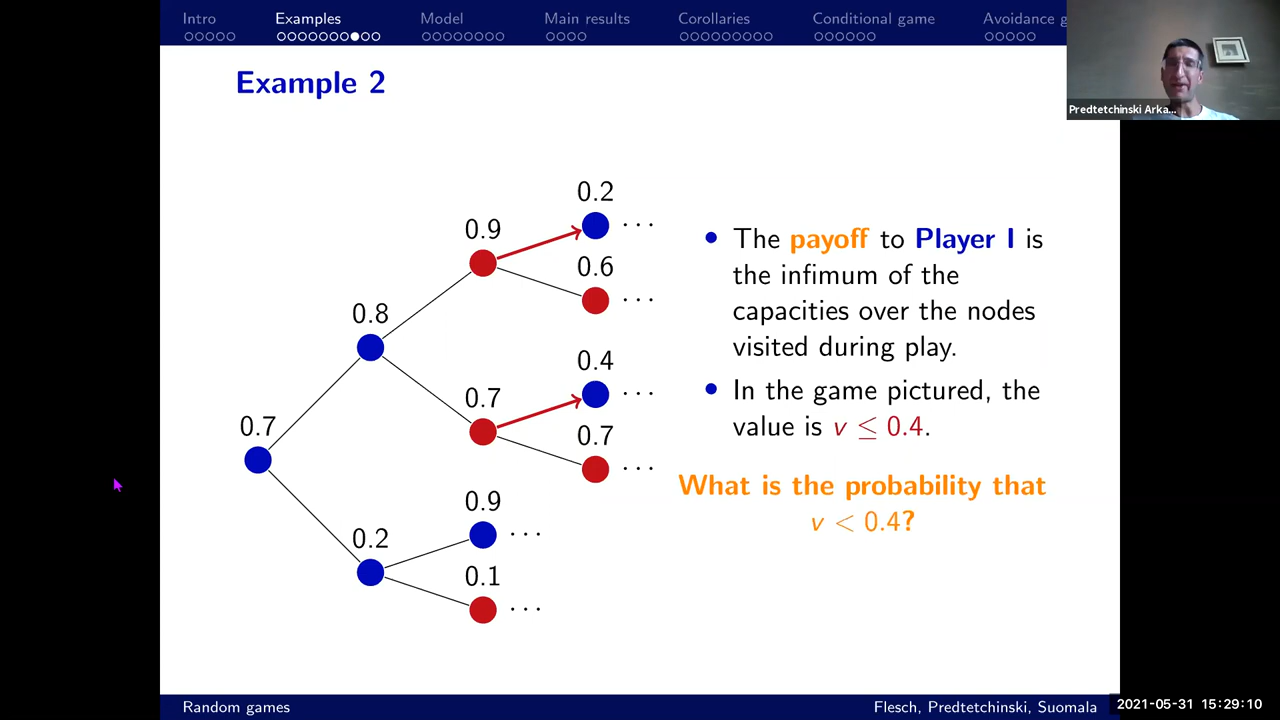 Intro Examples Model Main results Corollaries Conditional game Avoidance g
Predtetchinski Arka...
Example 2
0.2
0.9
0.6
0.8
0.4
0.7
0.7
0.7
0.9
0.2
0.1
• The payoff to Player I is
the infimum of the
capacities over the nodes
visited during play.
• In the game pictured, the
value is v ≤ 0.4.
What is the probability that
v < 0.4?
Random games Flesch, Predtetchinski, Suomala
2021-05-31 15:29:10